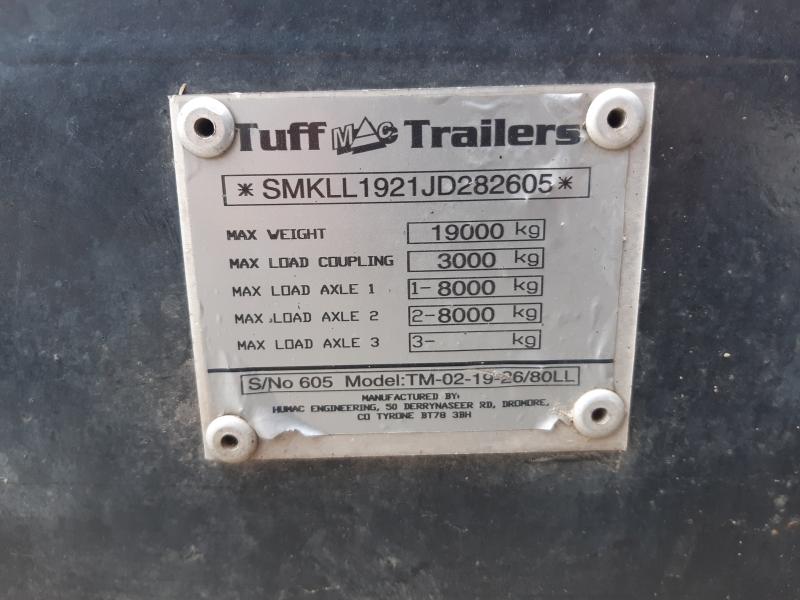 Tuff MAC Trailers
*SMKLL1921JD282605*
MAX WEIGHT 19000 kg
MAX LOAD COUPLING 3000 kg
MAX LOAD AXLE 1 1-8000 kg
MAX LOAD AXLE 2 2-8000 kg
MAX LOAD AXLE 3 3- kg
S/No 605 Model:TM-02-19-26/80LL
MANUFACTURED BY:
HUMAC ENGINEERING, 50 DERRYNASEER RD, DROMORE,
CO TYRONE BT78 3BH